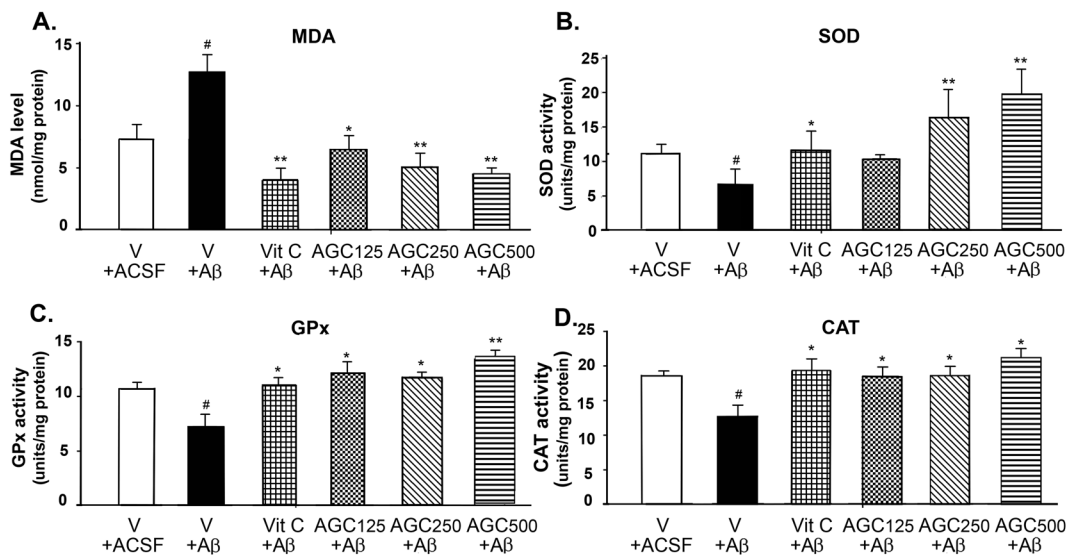 A.
MDA
MDA level
(nmol/mg protein)
15
10
5
0
#
**
*
**
**
V
+ACSF
V
+Aβ
Vit C
+Aβ
AGC125
+Aβ
AGC250
+Aβ
AGC500
+Aβ
B.
SOD
SOD activity
(units/mg protein)
25
20
15
10
5
0
#
*
**
**
V
+ACSF
V
+Aβ
Vit C
+Aβ
AGC125
+Aβ
AGC250
+Aβ
AGC500
+Aβ
C.
GPx
GPx activity
(units/mg protein)
15
10
5
0
#
*
*
*
**
V
+ACSF
V
+Aβ
Vit C
+Aβ
AGC125
+Aβ
AGC250
+Aβ
AGC500
+Aβ
D.
CAT
CAT activity
(units/mg protein)
25
20
15
10
5
0
#
*
*
*
*
V
+ACSF
V
+Aβ
Vit C
+Aβ
AGC125
+Aβ
AGC250
+Aβ
AGC500
+Aβ